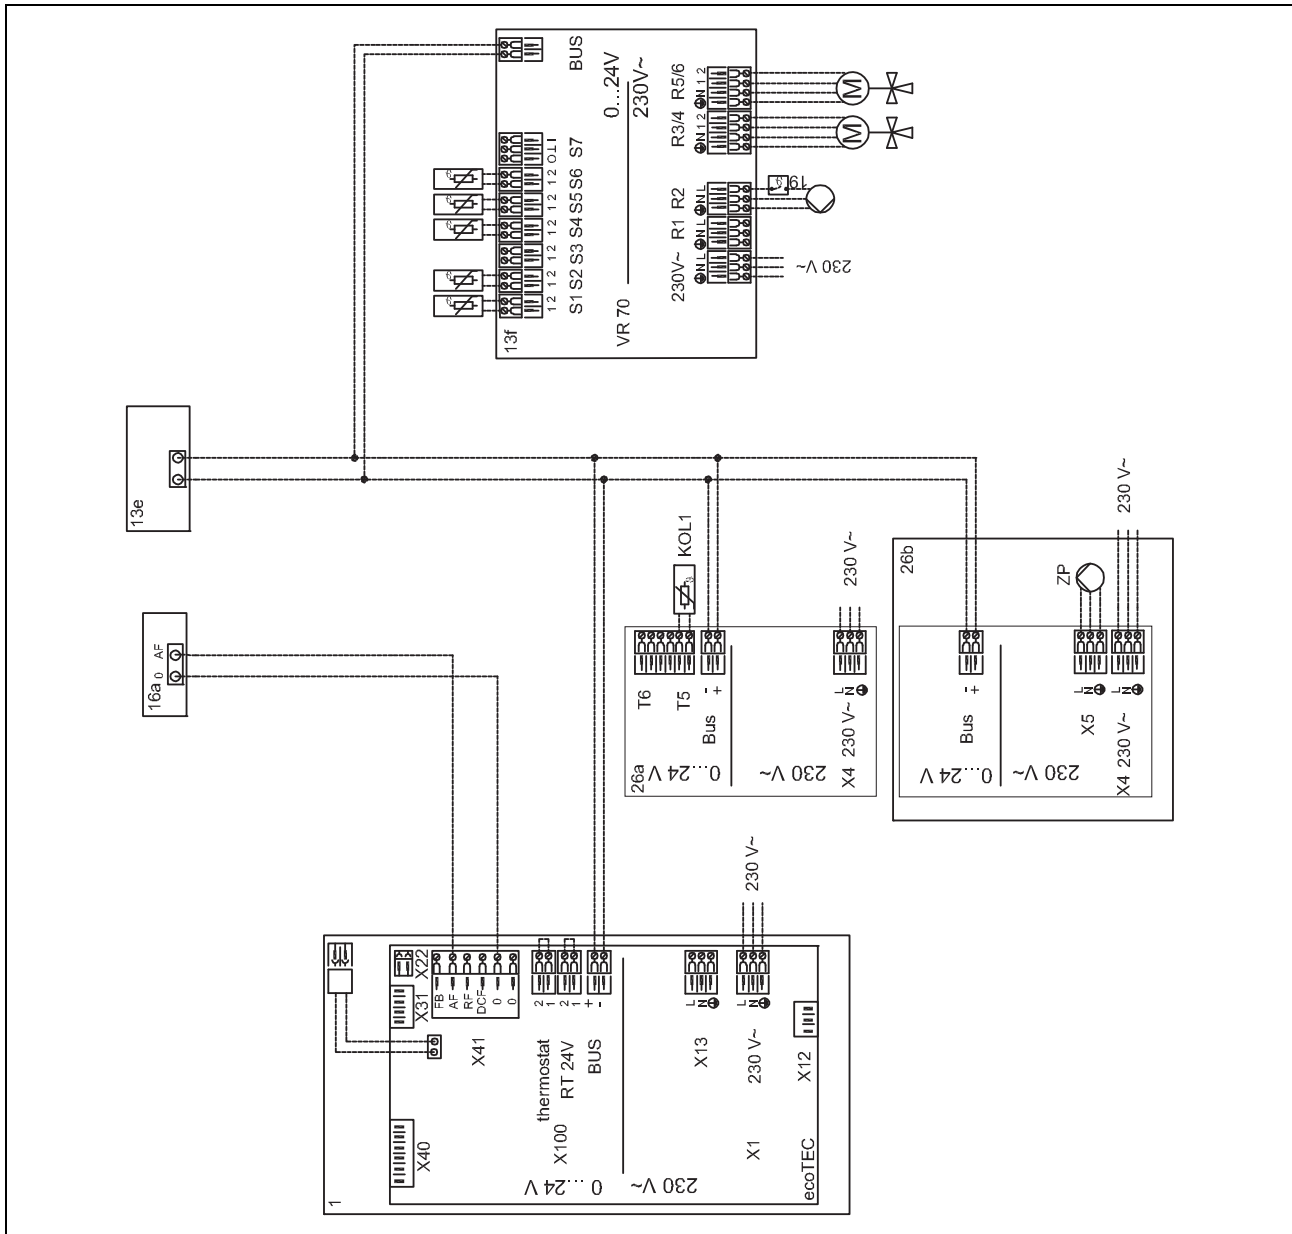 BUS
0...24V
230V~
VR 70
13f
1 2 S1
1 2 S2
1 2 S3
1 2 S4
1 2 S5
1 2 S6
O T I S7
230V~ N L
R1 N L
R2 N L
R3/4 N 1 2
R5/6 N 1 2
M
M
19
230 V~
13e
16a
0 AF
KOL1
T6
T5
Bus - +
26a
0...24 V
230 V~
X4 230 V~
L
N
230 V~
26b
ZP
Bus - +
0...24 V
230 V~
X5
L
N
X4 230 V~
L
N
230 V~
1
X40
X31
X22
X41
FB
AF
RF
DCF
0
0
X100
thermostat
2
1
RT 24V
2
1
BUS
+
-
0...24 V
230 V~
X13
L
N
X1
230 V~
L
N
230 V~
X12
ecoTEC